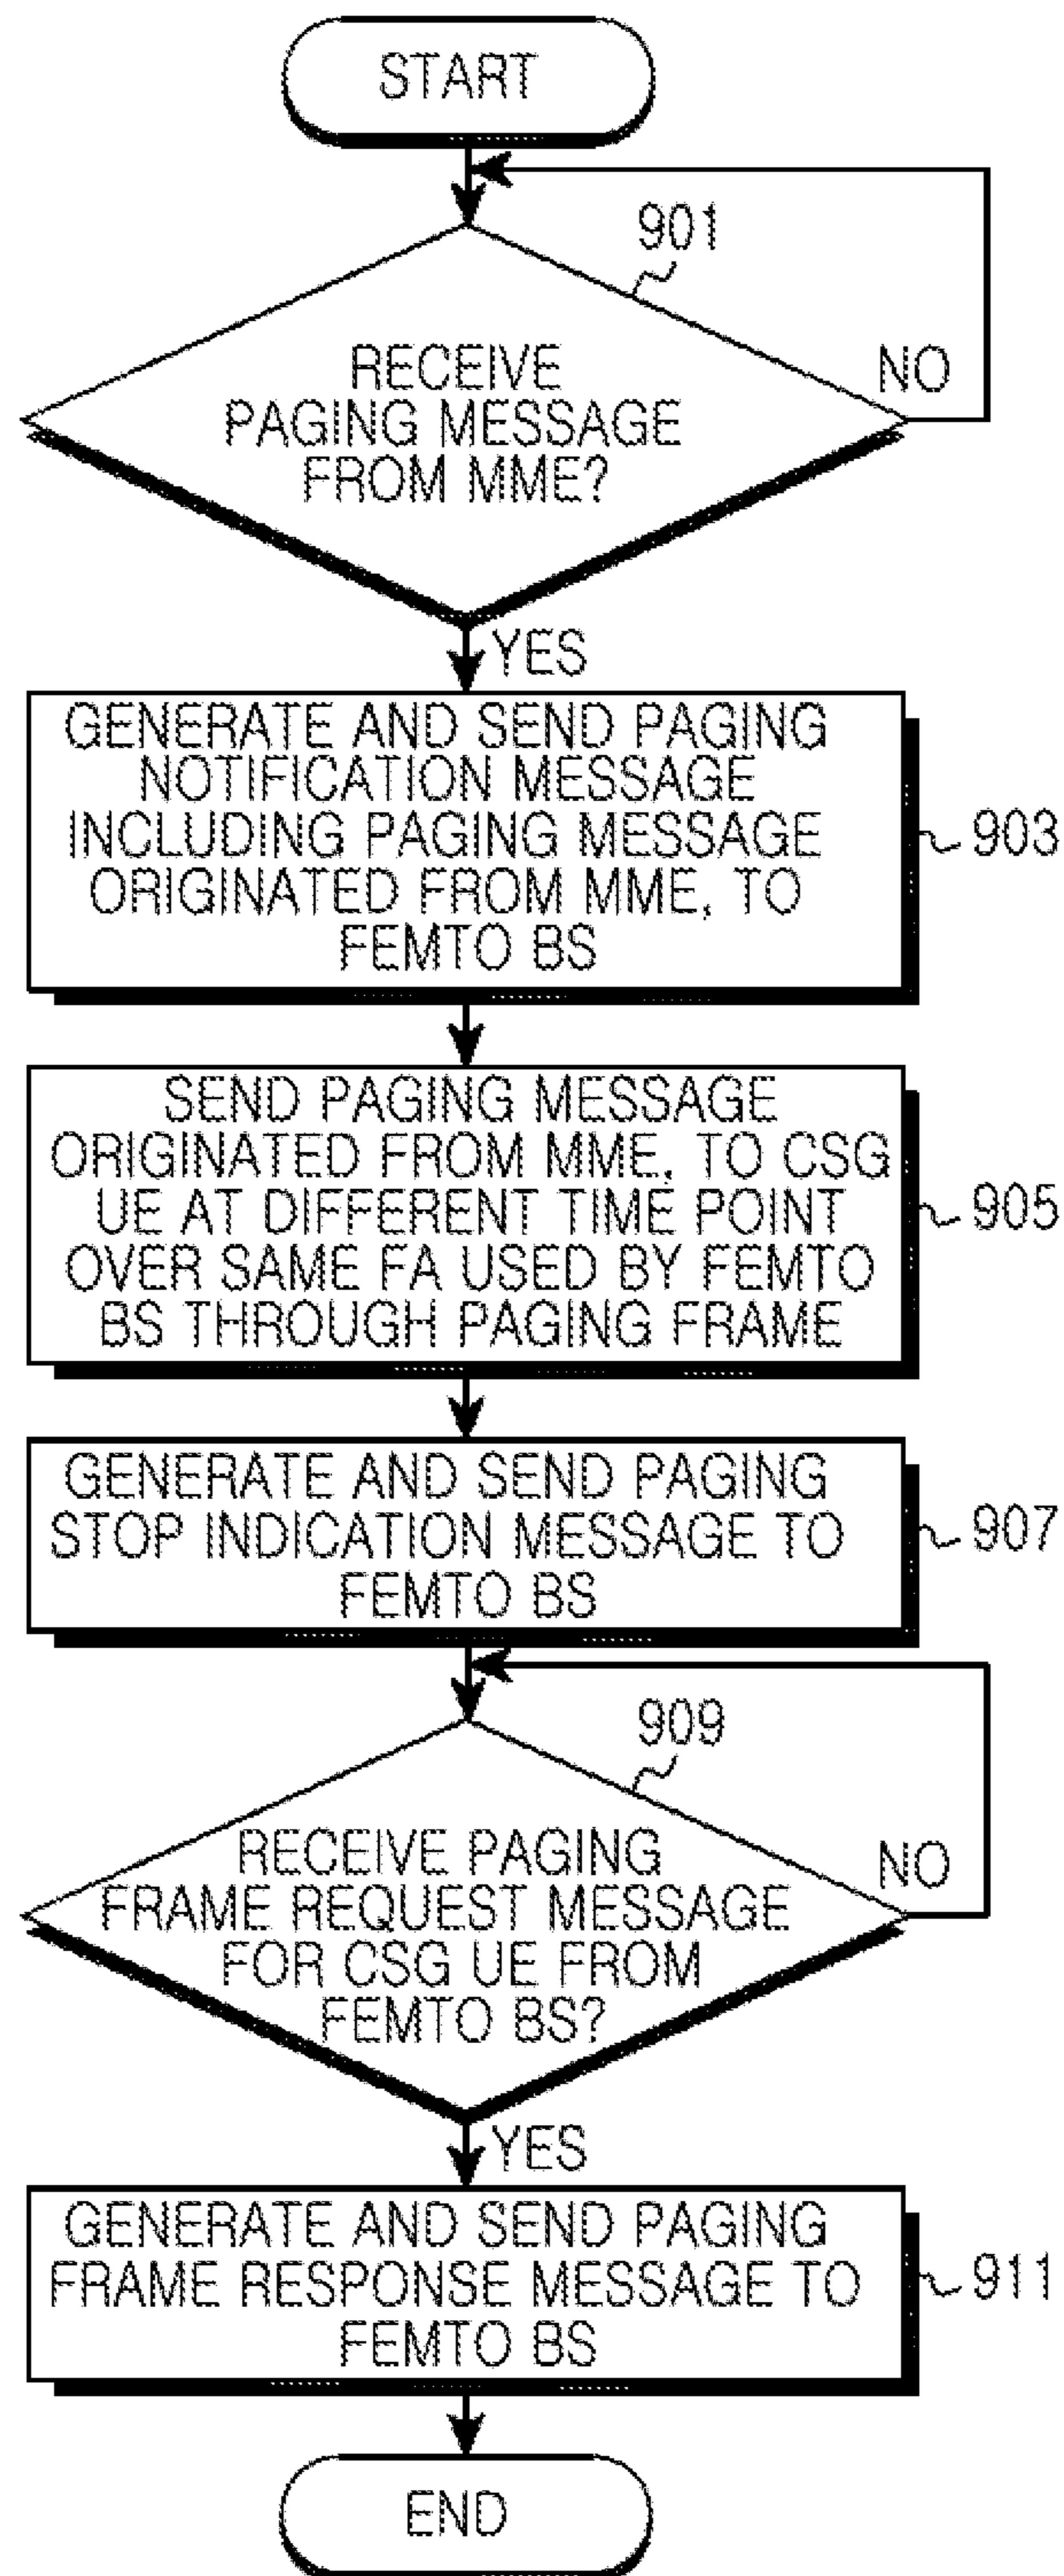 START
901
RECEIVE
PAGING MESSAGE
FROM MME?
NO
YES
GENERATE AND SEND PAGING
NOTIFICATION MESSAGE
INCLUDING PAGING MESSAGE
ORIGINATED FROM MME, TO
FEMTO BS
903
SEND PAGING MESSAGE
ORIGINATED FROM MME, TO CSG
UE AT DIFFERENT TIME POINT
OVER SAME FA USED BY FEMTO
BS THROUGH PAGING FRAME
905
GENERATE AND SEND PAGING
STOP INDICATION MESSAGE TO
FEMTO BS
907
909
RECEIVE PAGING
FRAME REQUEST MESSAGE
FOR CSG UE FROM
FEMTO BS?
NO
YES
GENERATE AND SEND PAGING
FRAME RESPONSE MESSAGE TO
FEMTO BS
911
END